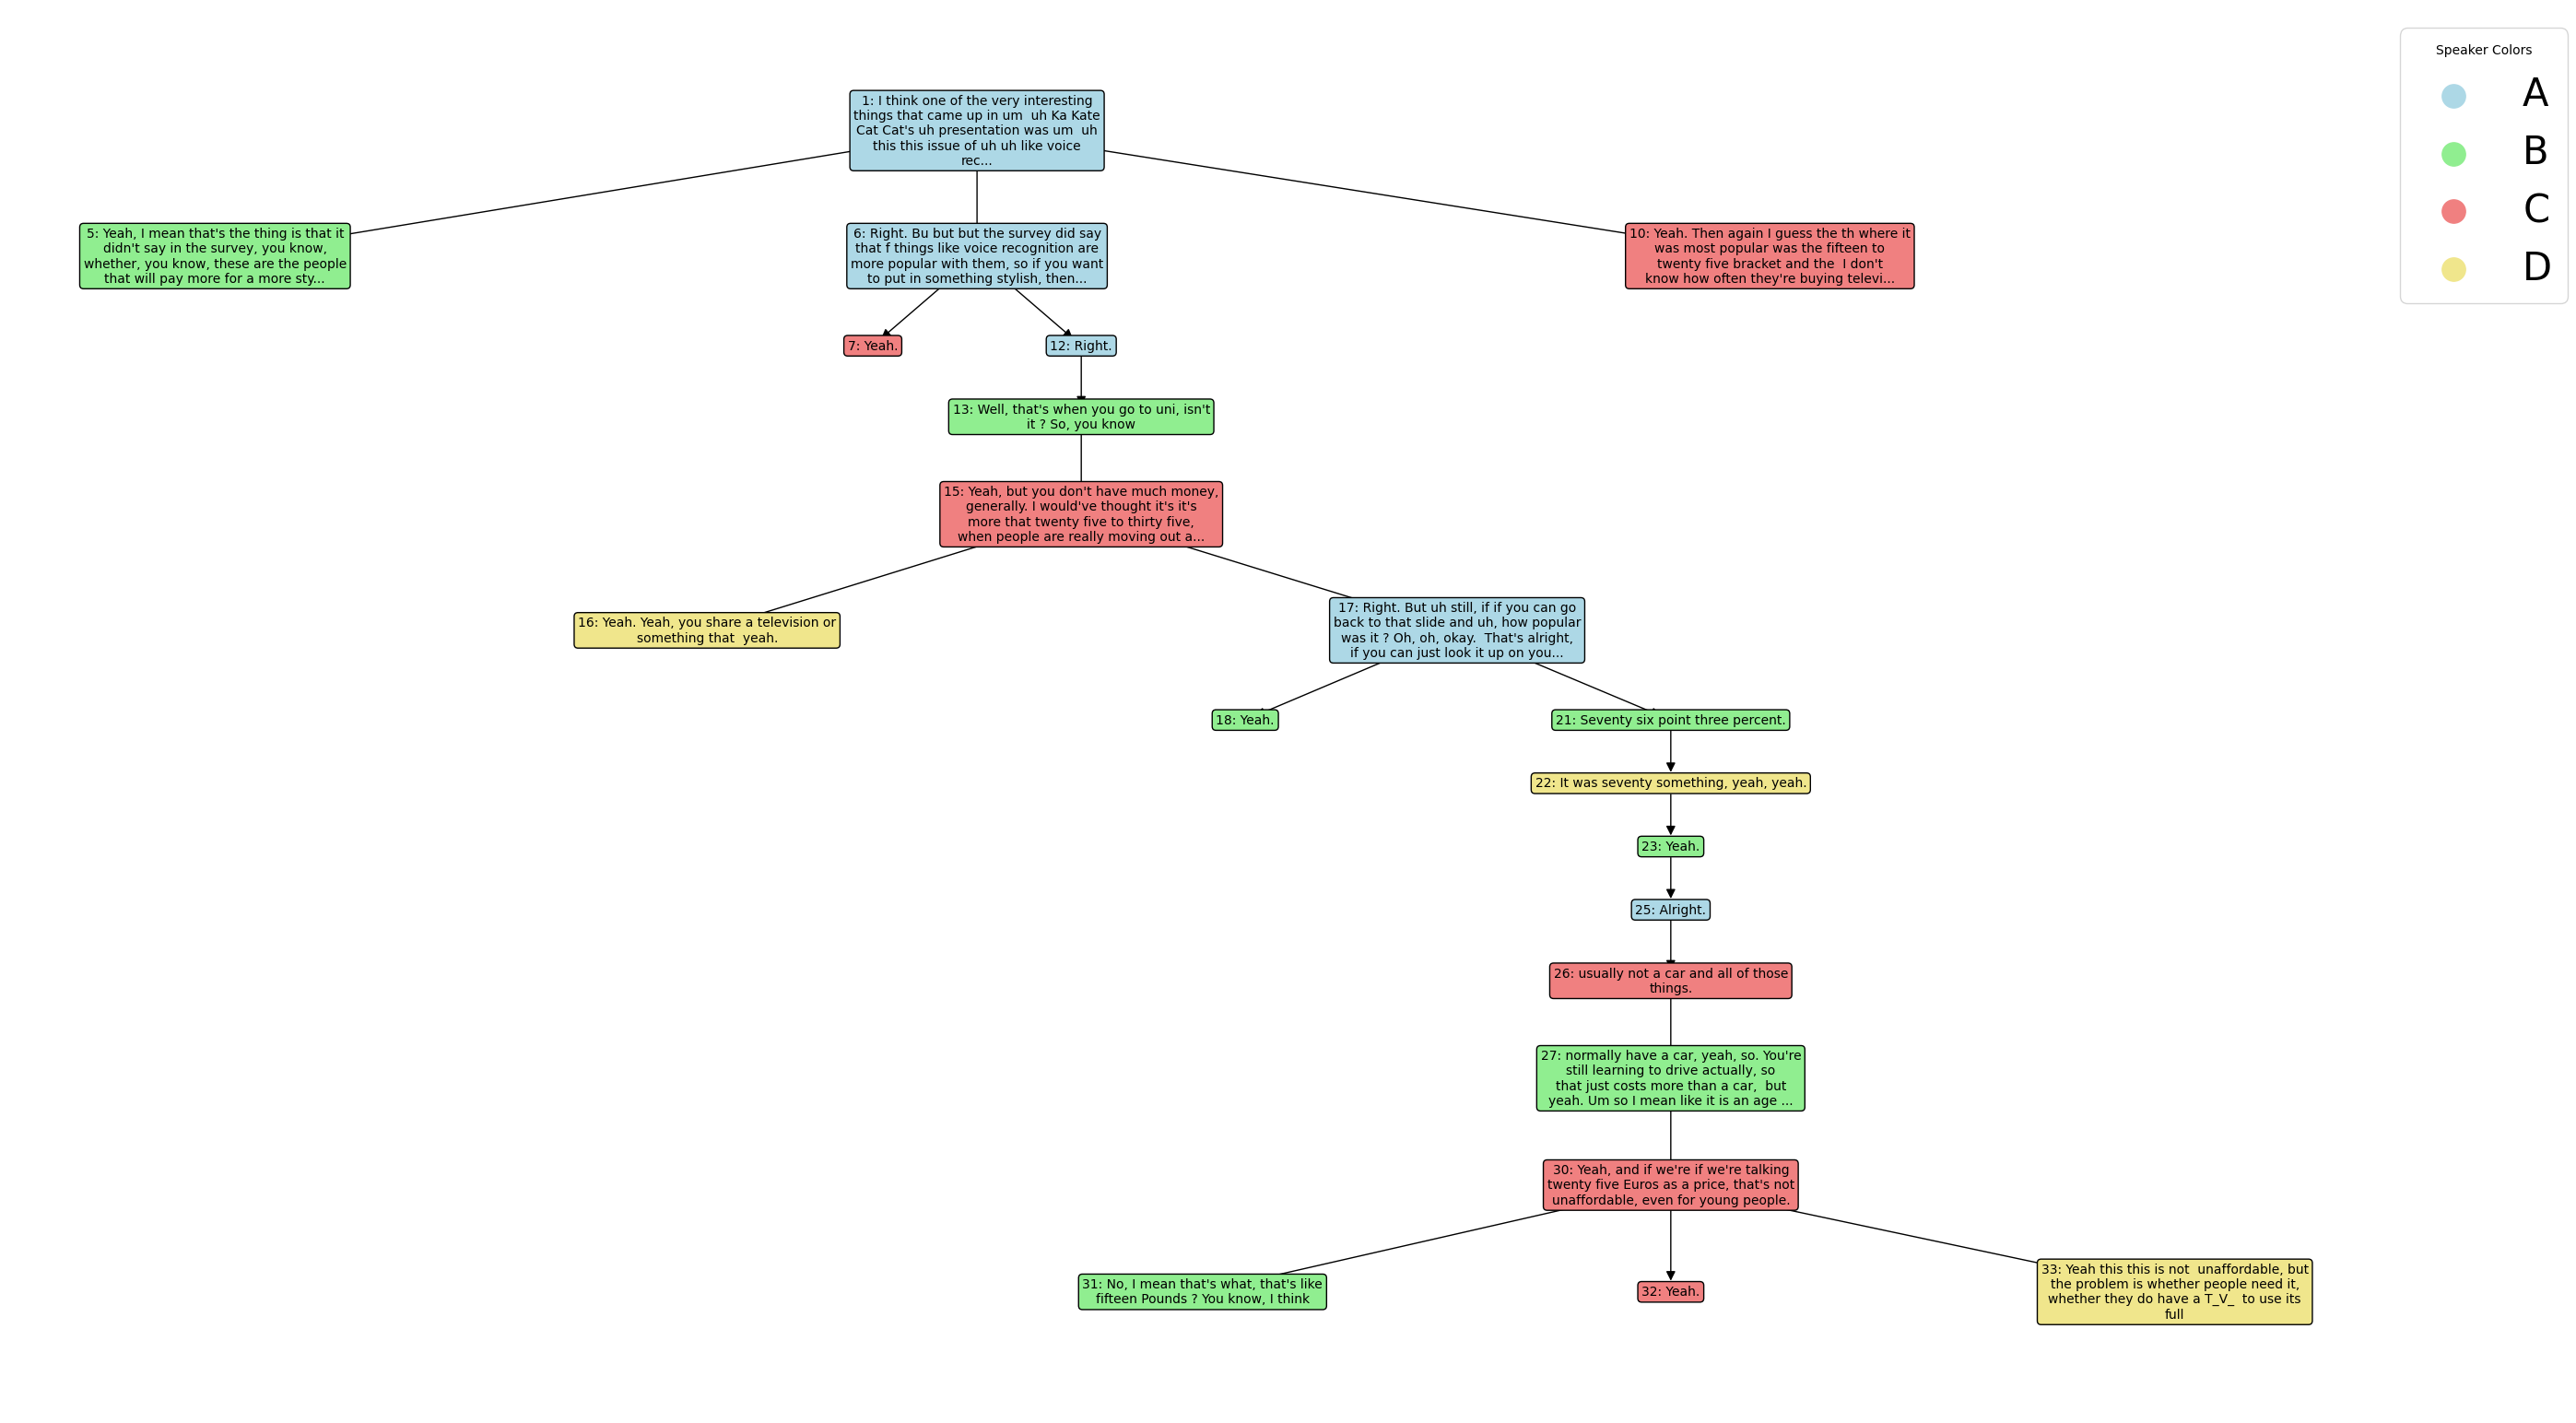 Speaker Colors
A
B
C
D
1: I think one of the very interesting
things that came up in um  uh Ka Kate
Cat Cat's uh presentation was um  uh
this this issue of uh uh like voice
rec...
5: Yeah, I mean that's the thing is that it
didn't say in the survey, you know,
whether, you know, these are the people
that will pay more for a more sty...
6: Right. Bu but but the survey did say
that f things like voice recognition are
more popular with them, so if you want
to put in something stylish, then...
10: Yeah. Then again I guess the th where it
was most popular was the fifteen to
twenty five bracket and the  I don't
know how often they're buying televi...
7: Yeah.
12: Right.
13: Well, that's when you go to uni, isn't
it ? So, you know
15: Yeah, but you don't have much money,
generally. I would've thought it's it's
more that twenty five to thirty five,
when people are really moving out a...
16: Yeah. Yeah, you share a television or
something that  yeah.
17: Right. But uh still, if if you can go
back to that slide and uh, how popular
was it ? Oh, oh, okay.  That's alright,
if you can just look it up on you...
18: Yeah.
21: Seventy six point three percent.
22: It was seventy something, yeah, yeah.
23: Yeah.
25: Alright.
26: usually not a car and all of those
things.
27: normally have a car, yeah, so. You're
still learning to drive actually, so
that just costs more than a car,  but
yeah. Um so I mean like it is an age ...
30: Yeah, and if we're if we're talking
twenty five Euros as a price, that's not
unaffordable, even for young people.
31: No, I mean that's what, that's like
fifteen Pounds ? You know, I think
32: Yeah.
33: Yeah this this is not  unaffordable, but
the problem is whether people need it,
whether they do have a T_V_  to use its
full